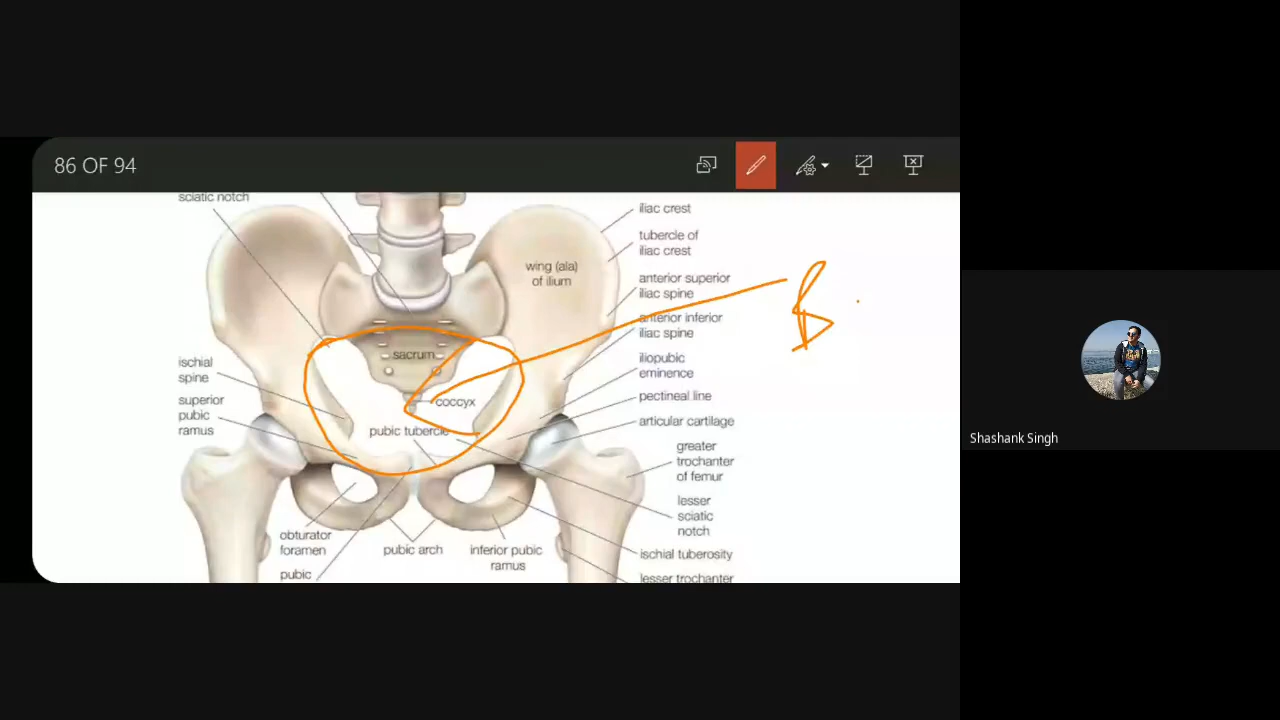 86 OF 94
sciatic notch
iliac crest
tubercle of
iliac crest
wing (ala)
of ilium
anterior superior
iliac spine
anterior inferior
iliac spine
sacrum
ischial
spine
iliopubic
eminence
superior
pubic
ramus
coccyx
pectineal line
pubic tubercle
articular cartilage
greater
trochanter
of femur
lesser
sciatic
notch
obturator
foramen
pubic arch
inferior pubic
ramus
ischial tuberosity
pubic
lesser trochanter
B
Shashank Singh